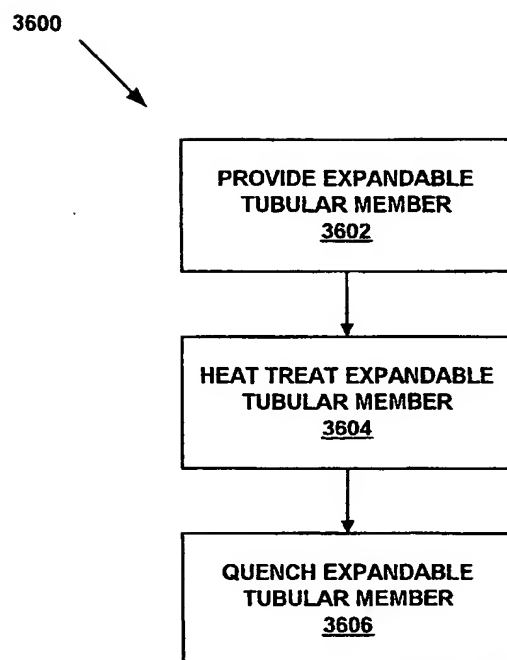 3600
PROVIDE EXPANDABLE
TUBULAR MEMBER
3602
HEAT TREAT EXPANDABLE
TUBULAR MEMBER
3604
QUENCH EXPANDABLE
TUBULAR MEMBER
3606